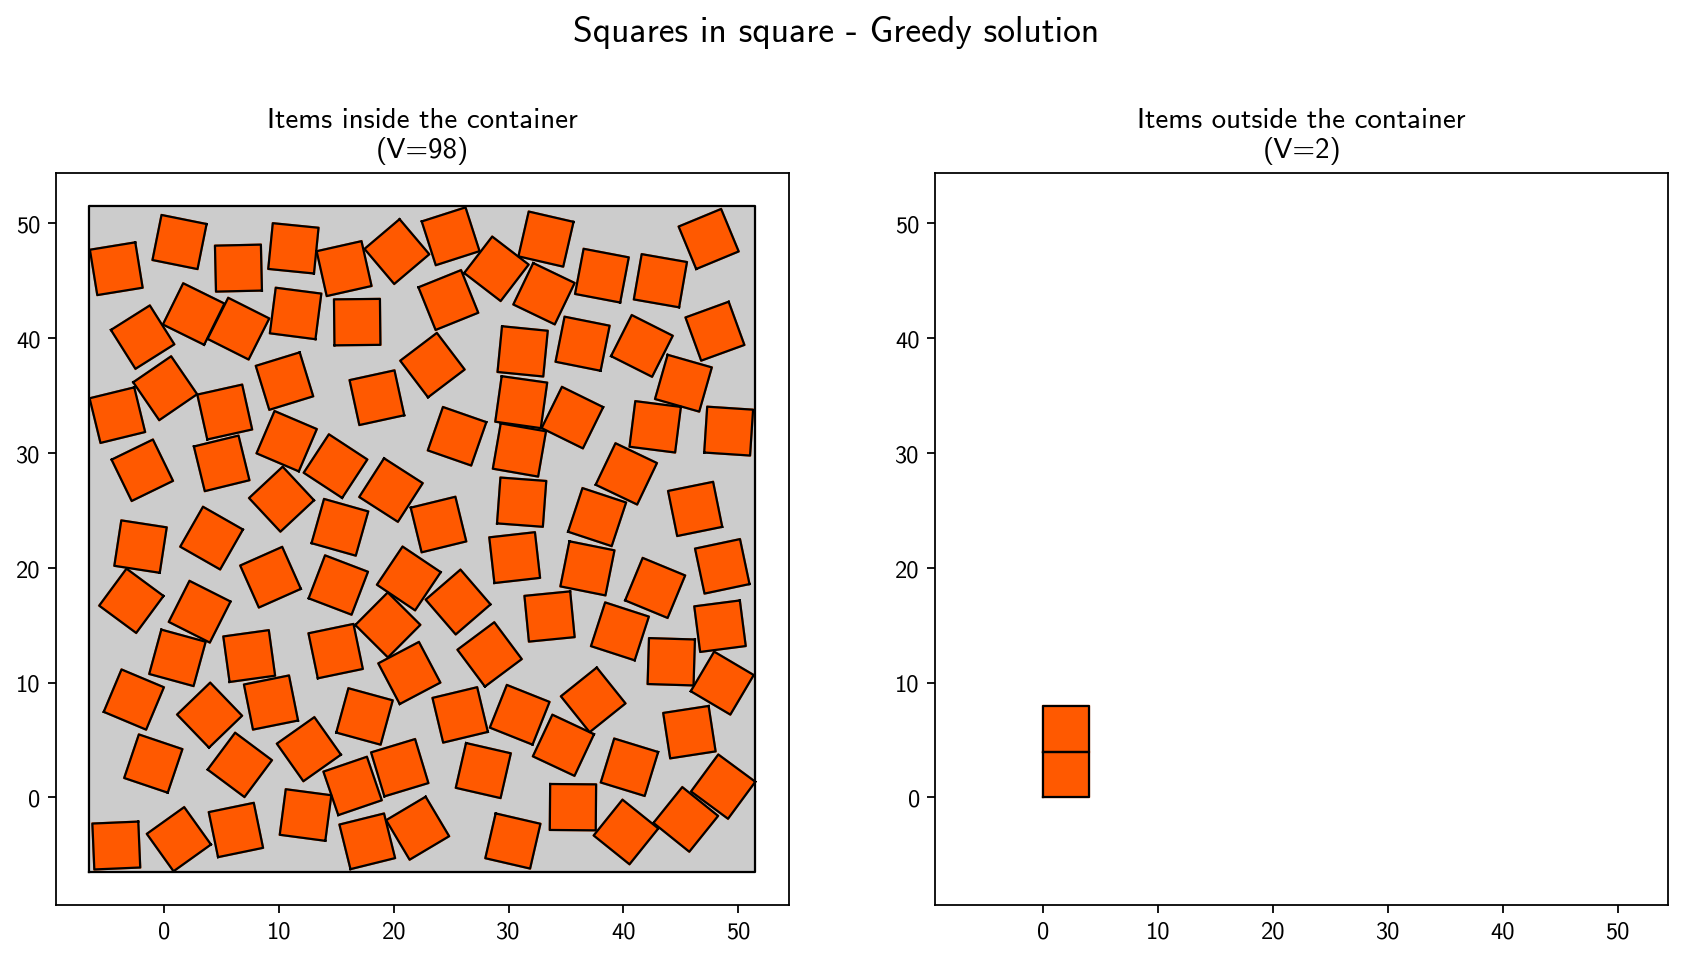 Squares in square - Greedy solution
Items inside the container
(V=98)
50
40
30
20
10
0
0 10 20 30 40 50
Items outside the container
(V=2)
50
40
30
20
10
0
0 10 20 30 40 50